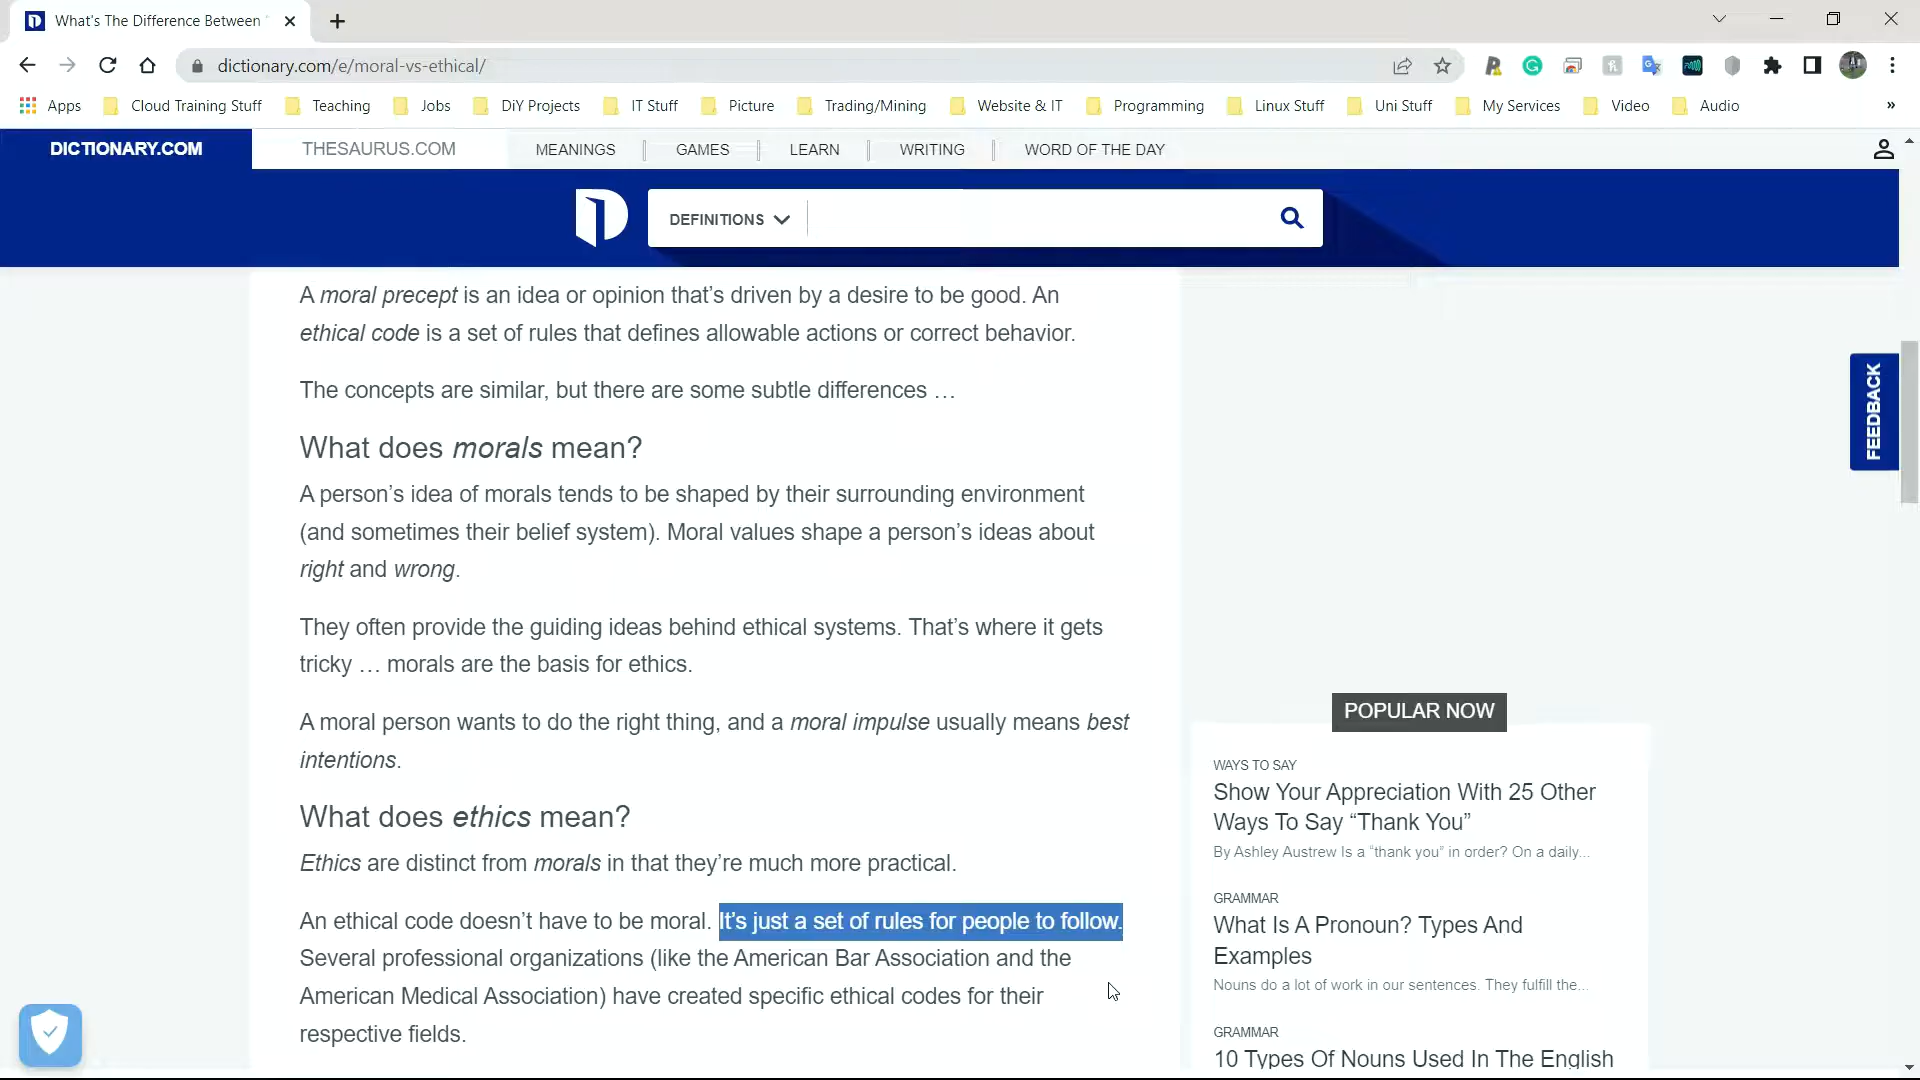 What's The Difference Between
dictionary.com/e/moral-vs-ethical/
Apps
Cloud Training Stuff
Teaching
Jobs
DiY Projects
IT Stuff
Picture
Trading/Mining
Website & IT
Programming
Linux Stuff
Uni Stuff
My Services
Video
Audio
»
DICTIONARY.COM
THESAURUS.COM
MEANINGS
GAMES
LEARN
WRITING
WORD OF THE DAY
DEFINITIONS
A moral precept is an idea or opinion that’s driven by a desire to be good. An
ethical code is a set of rules that defines allowable actions or correct behavior.
The concepts are similar, but there are some subtle differences …
What does morals mean?
A person’s idea of morals tends to be shaped by their surrounding environment
(and sometimes their belief system). Moral values shape a person’s ideas about
right and wrong.
They often provide the guiding ideas behind ethical systems. That’s where it gets
tricky … morals are the basis for ethics.
A moral person wants to do the right thing, and a moral impulse usually means best
intentions.
What does ethics mean?
Ethics are distinct from morals in that they’re much more practical.
An ethical code doesn’t have to be moral. It’s just a set of rules for people to follow.
Several professional organizations (like the American Bar Association and the
American Medical Association) have created specific ethical codes for their
respective fields.
FEEDBACK
POPULAR NOW
WAYS TO SAY
Show Your Appreciation With 25 Other
Ways To Say “Thank You”
By Ashley Austrew Is a “thank you” in order? On a daily...
GRAMMAR
What Is A Pronoun? Types And
Examples
Nouns do a lot of work in our sentences. They fulfill the...
GRAMMAR
10 Types Of Nouns Used In The English